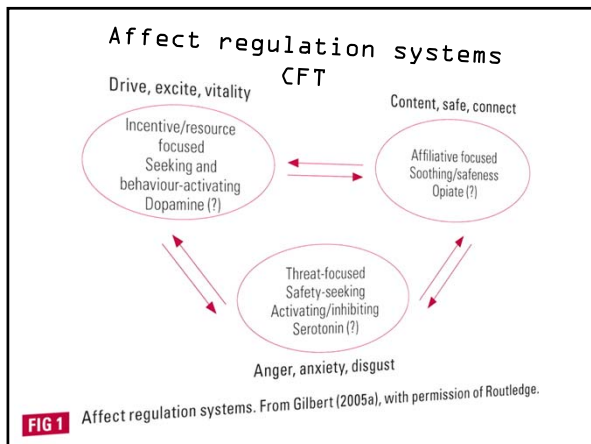 Affect regulation systems
CFT
Drive, excite, vitality
Incentive/resource
focused
Seeking and
behaviour-activating
Dopamine (?)
Content, safe, connect
Affiliative focused
Soothing/safeness
Opiate (?)
Threat-focused
Safety-seeking
Activating/inhibiting
Serotonin (?)
Anger, anxiety, disgust
FIG 1 Affect regulation systems. From Gilbert (2005a), with permission of Routledge.